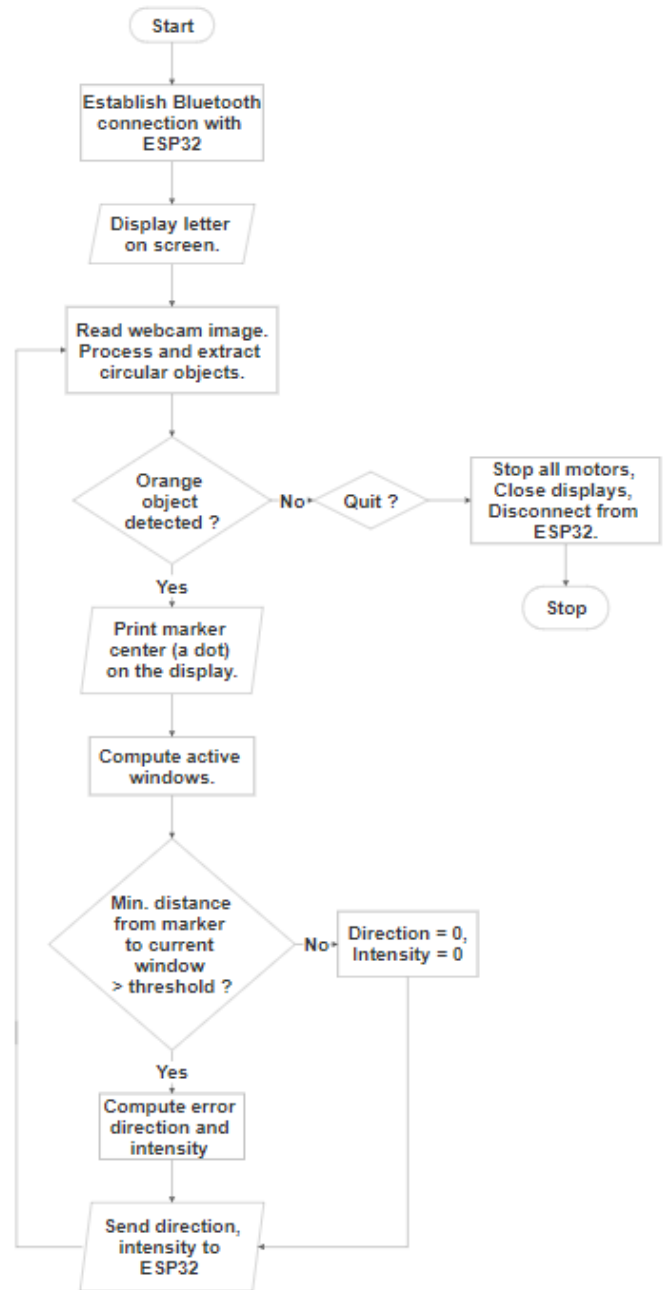 Start
Establish Bluetooth
connection with
ESP32
Display letter
on screen.
Read webcam image.
Process and extract
circular objects.
Orange
object
detected ?
No
Quit ?
Stop all motors,
Close displays,
Disconnect from
ESP32.
Stop
Yes
Print marker
center (a dot)
on the display.
Compute active
windows.
Min. distance
from marker
to current
window
> threshold ?
No
Direction = 0,
Intensity = 0
Yes
Compute error
direction and
intensity
Send direction,
intensity to
ESP32